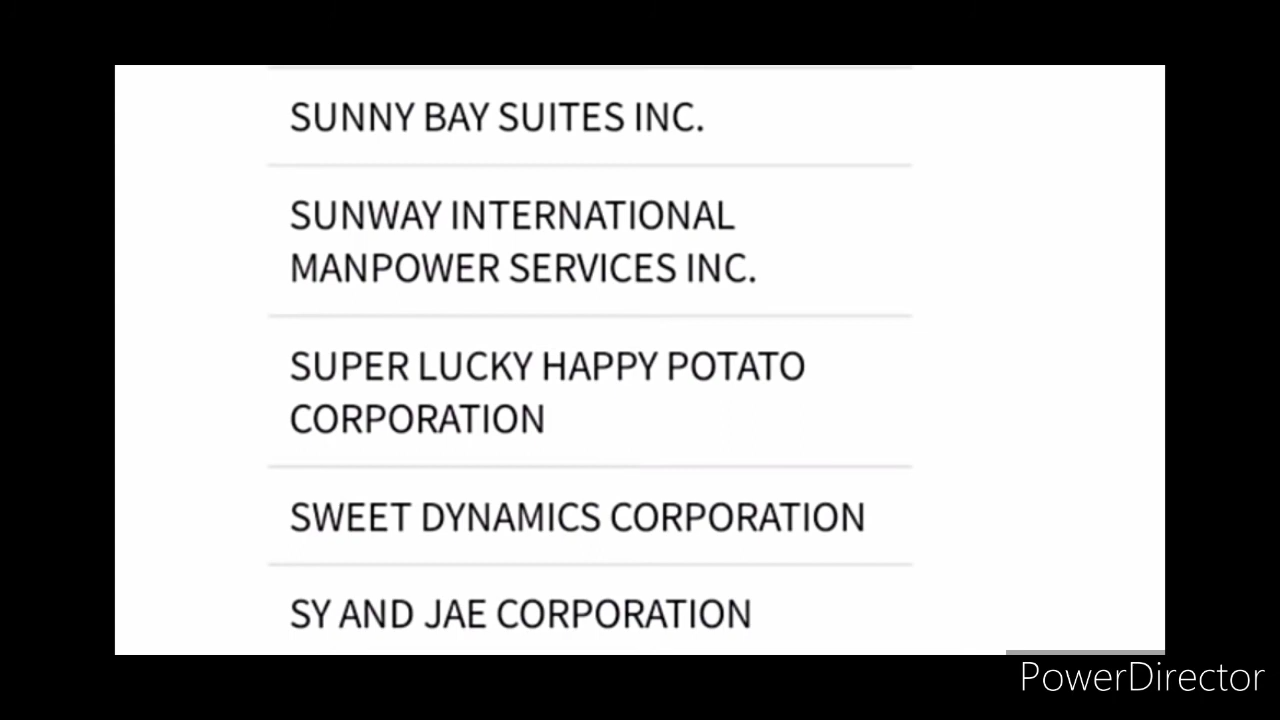 SUNNY BAY SUITES INC.
SUNWAY INTERNATIONAL
MANPOWER SERVICES INC.
SUPER LUCKY HAPPY POTATO
CORPORATION
SWEET DYNAMICS CORPORATION
SY AND JAE CORPORATION
PowerDirector